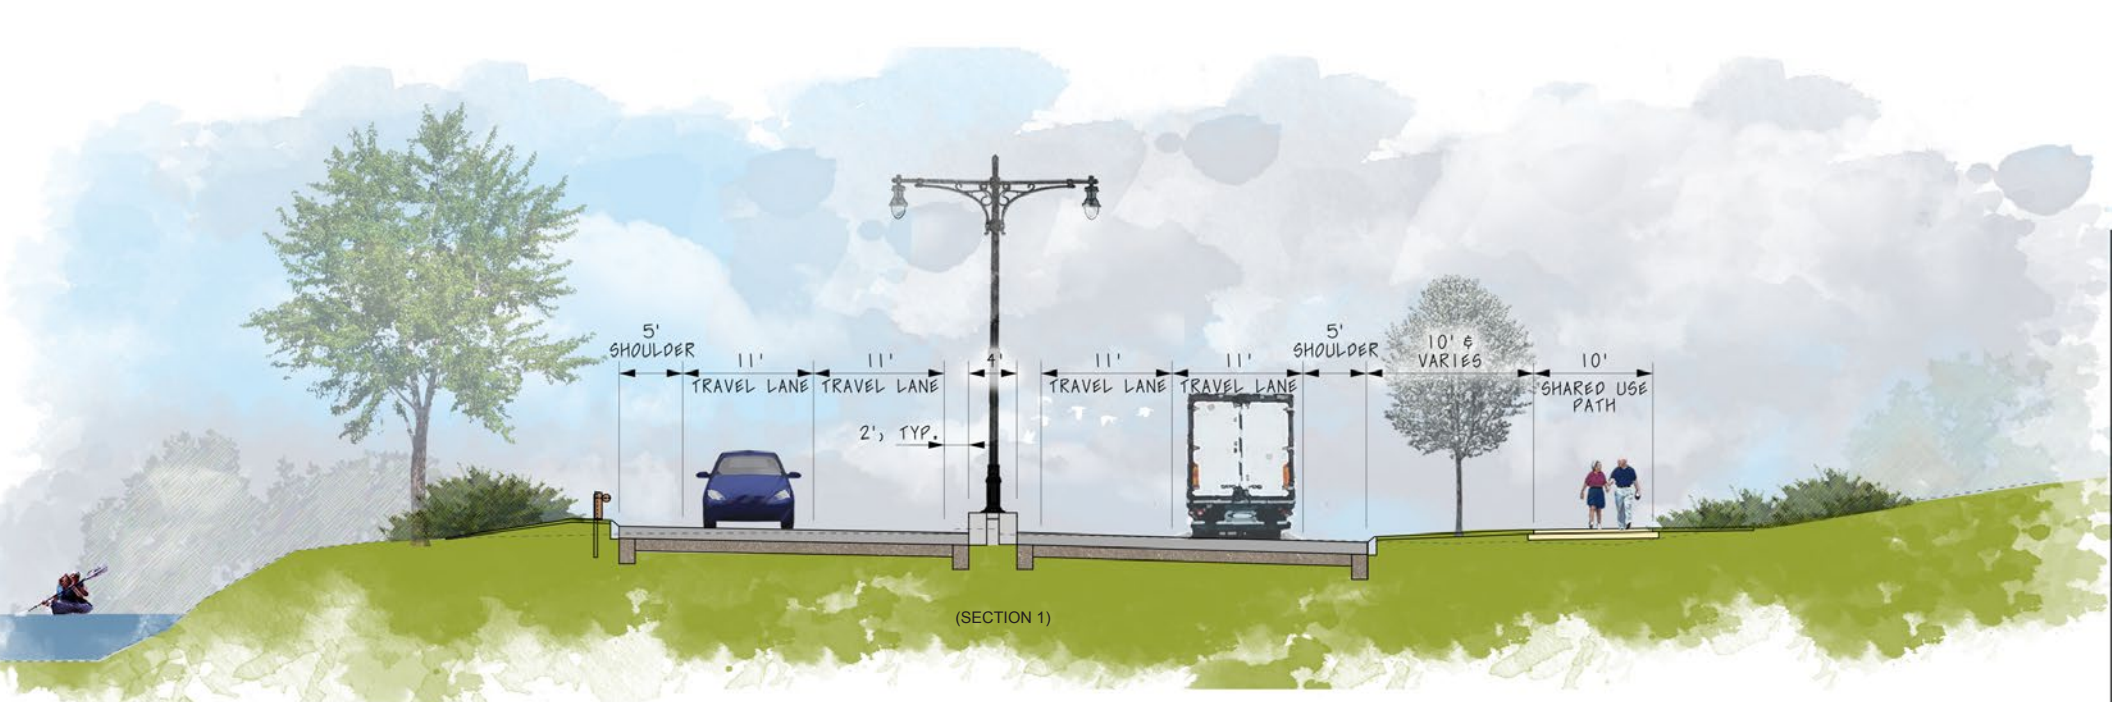 5'
SHOULDER
11'
TRAVEL LANE
11'
TRAVEL LANE
4'
11'
TRAVEL LANE
11'
TRAVEL LANE
5'
SHOULDER
10' &
VARIES
10'
SHARED USE
PATH
2', TYP.
(SECTION 1)